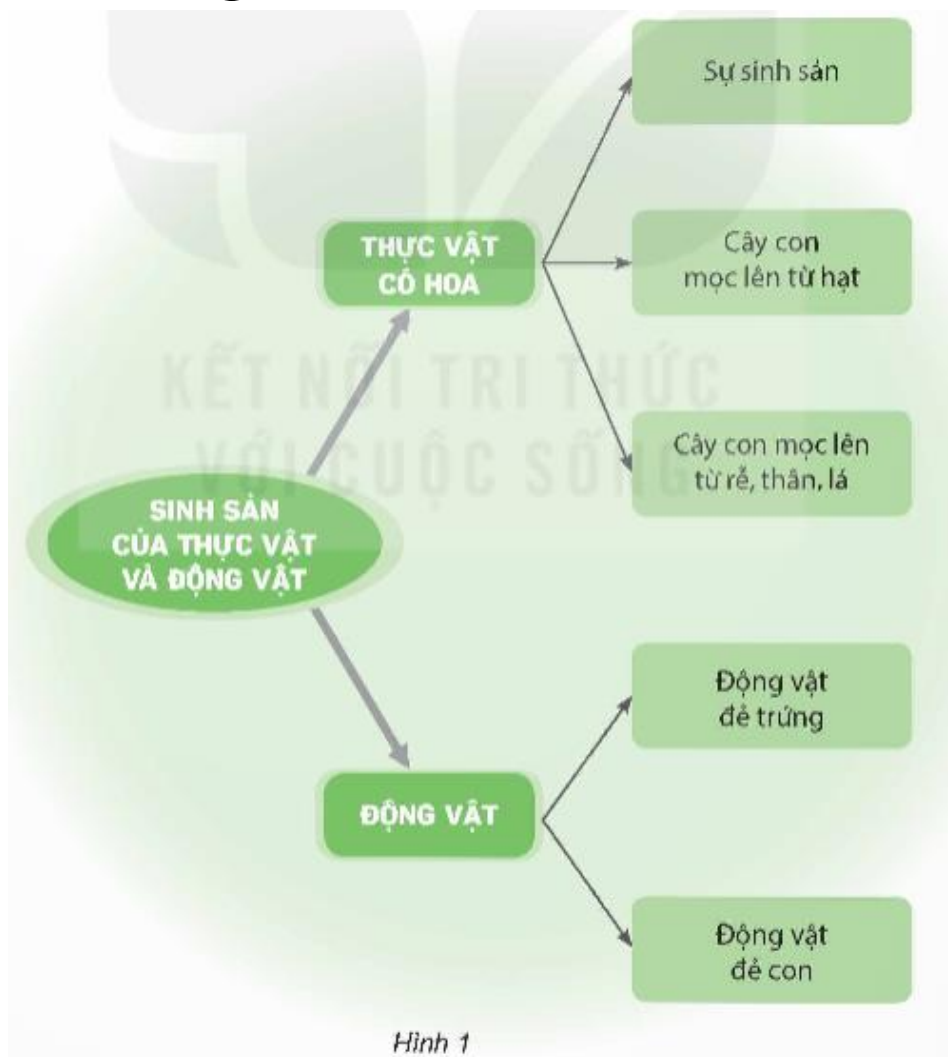 Sự sinh sản
THỰC VẬT
CÓ HOA
Cây con
mọc lên từ hạt
KẾT NỐI TRI THỨC
VỚI CUỘC SỐNG
Cây con mọc lên
từ rễ, thân, lá
SINH SẢN
CỦA THỰC VẬT
VÀ ĐỘNG VẬT
Động vật
đẻ trứng
ĐỘNG VẬT
Động vật
đẻ con
Hình 1